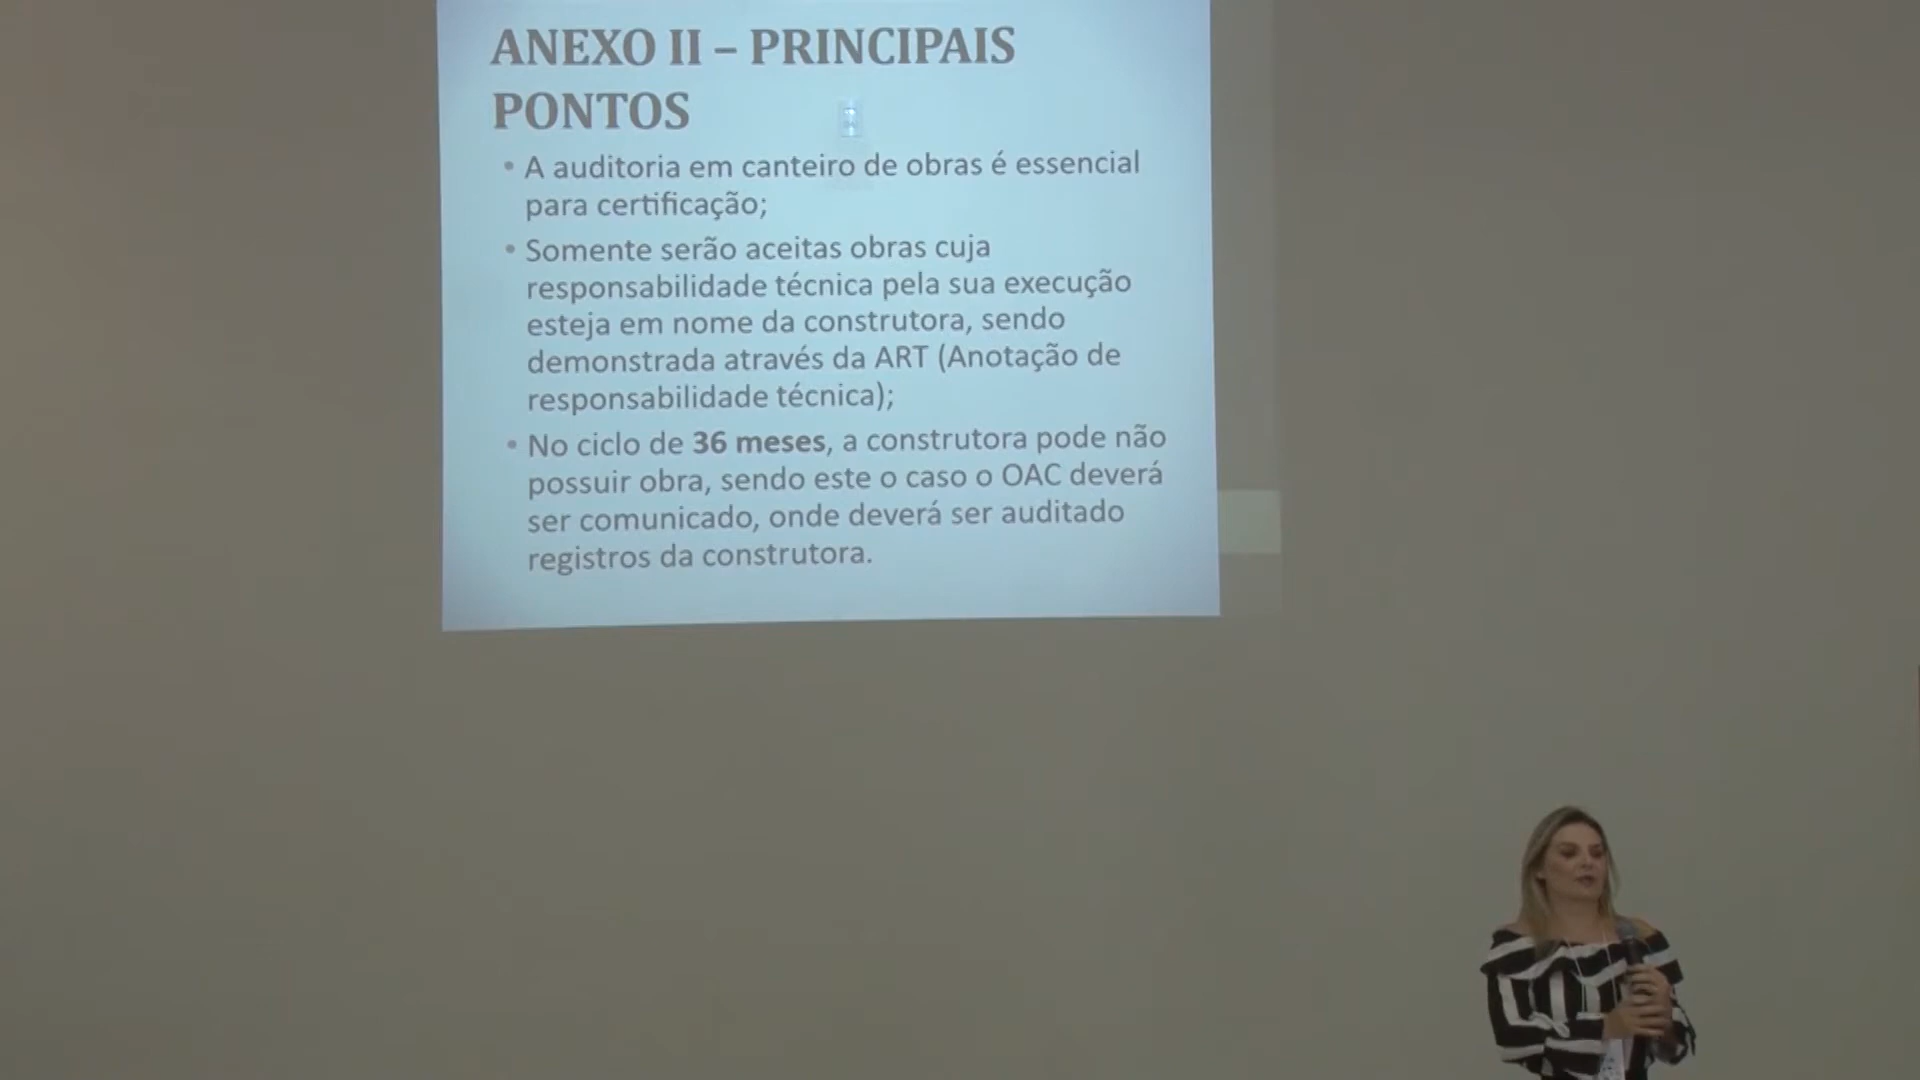 ANEXO II – PRINCIPAIS
PONTOS
• A auditoria em canteiro de obras é essencial
para certificação;
• Somente serão aceitas obras cuja
responsabilidade técnica pela sua execução
esteja em nome da construtora, sendo
demonstrada através da ART (Anotação de
responsabilidade técnica);
• No ciclo de 36 meses, a construtora pode não
possuir obra, sendo este o caso o OAC deverá
ser comunicado, onde deverá ser auditado
registros da construtora.